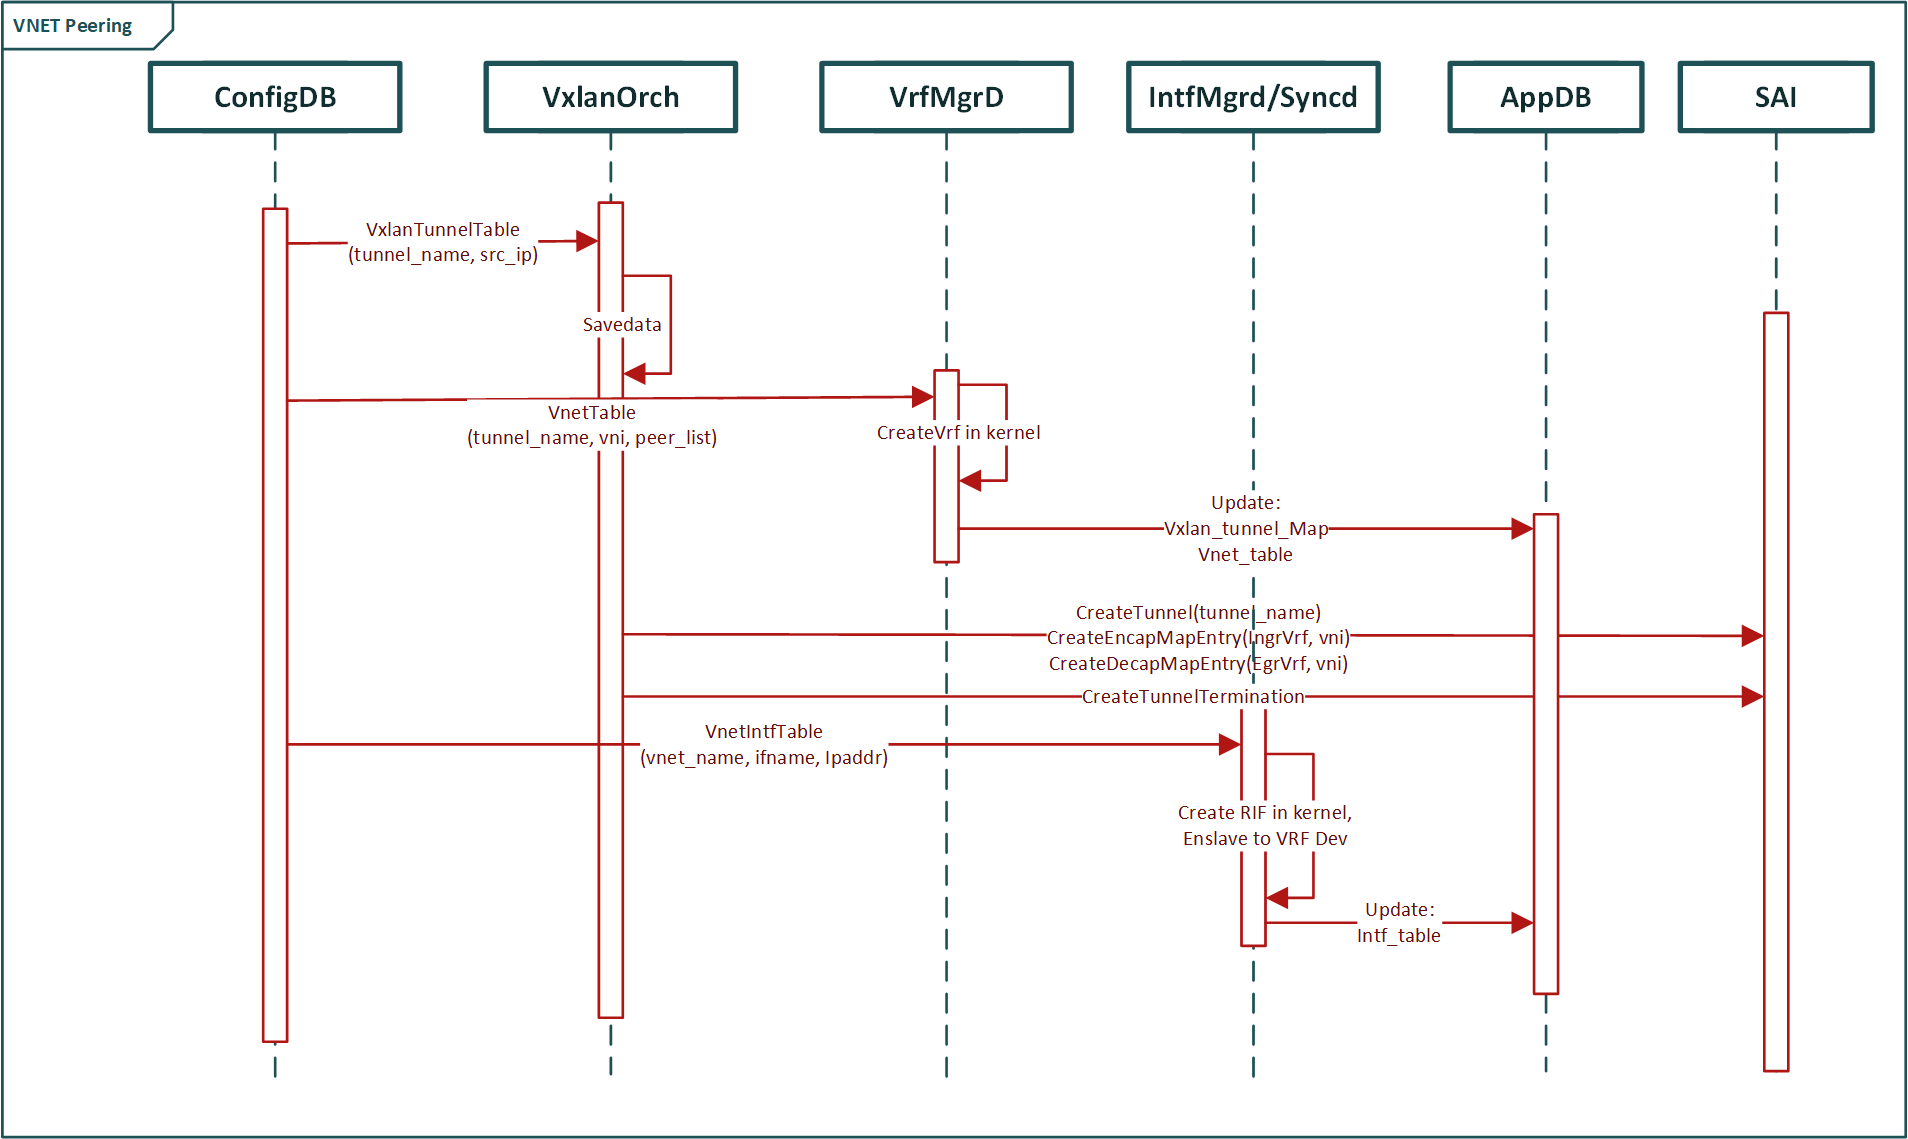 VNET Peering
ConfigDB
VxlanOrch
VrfMgrD
IntfMgrd/Syncd
AppDB
SAI
VxlanTunnelTable
(tunnel_name, src_ip)
Savedata
VnetTable
(tunnel_name, vni, peer_list)
CreateVrf in kernel
Update:
Vxlan_tunnel_Map
Vnet_table
CreateTunnel(tunnel_name)
CreateEncapMapEntry(IngrVrf, vni)
CreateDecapMapEntry(EgrVrf, vni)
CreateTunnelTermination
VnetIntfTable
(vnet_name, ifname, Ipaddr)
Create RIF in kernel,
Enslave to VRF Dev
Update:
Intf_table